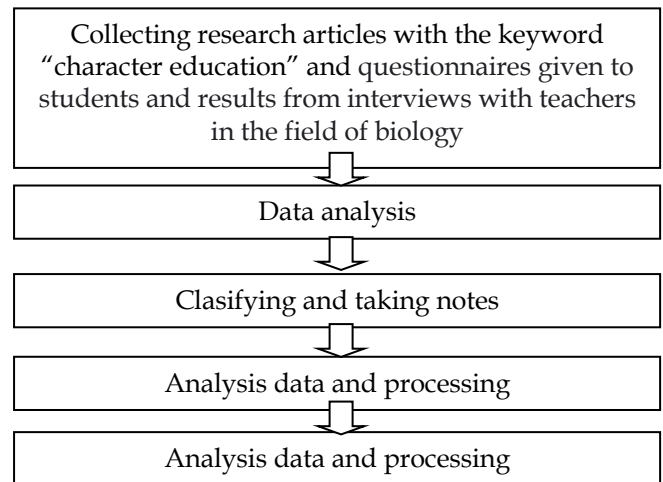 Collecting research articles with the keyword
“character education” and questionnaires given to
students and results from interviews with teachers
in the field of biology
Data analysis
Clasifying and taking notes
Analysis data and processing
Analysis data and processing